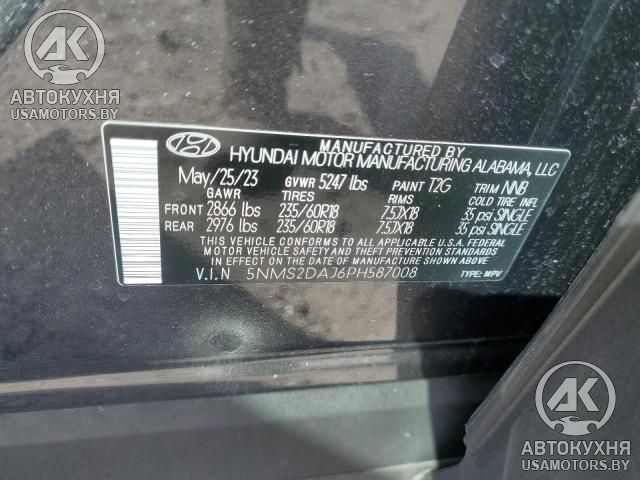 АК
АВТОКУХНЯ
USAMOTORS.BY
MANUFACTURED BY
HYUNDAI MOTOR MANUFACTURING ALABAMA, LLC
May/25/23 GVWR 5247 lbs PAINT T2G TRIM NNB
GAWR TIRES RIMS COLD TIRE INFL
FRONT 2866 lbs 235/60R18 7.5JX18 35 psi SINGLE
REAR 2976 lbs 235/60R18 7.5JX18 35 psi SINGLE
THIS VEHICLE CONFORMS TO ALL APPLICABLE U.S.A. FEDERAL
MOTOR VEHICLE SAFETY AND THEFT PREVENTION STANDARDS
IN EFFECT ON THE DATE OF MANUFACTURE SHOWN ABOVE.
V.I.N 5NMS2DAJ6PH587008 TYPE: MPV
АК
АВТОКУХНЯ
USAMOTORS.BY